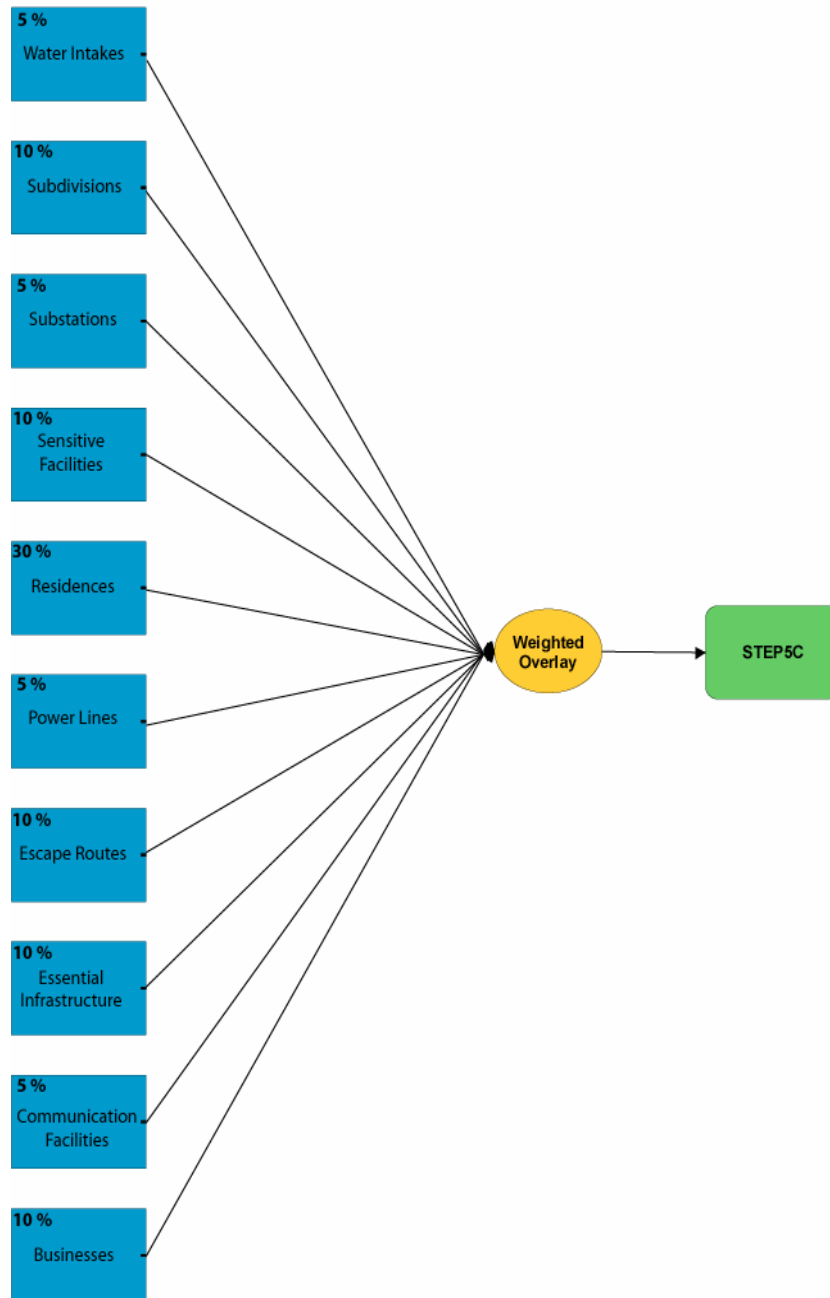 5 %
Water Intakes
10 %
Subdivisions
5 %
Substations
10 %
Sensitive
Facilities
30 %
Residences
5 %
Power Lines
10 %
Escape Routes
10 %
Essential
Infrastructure
5 %
Communication
Facilities
10 %
Businesses
Weighted
Overlay
STEP5C